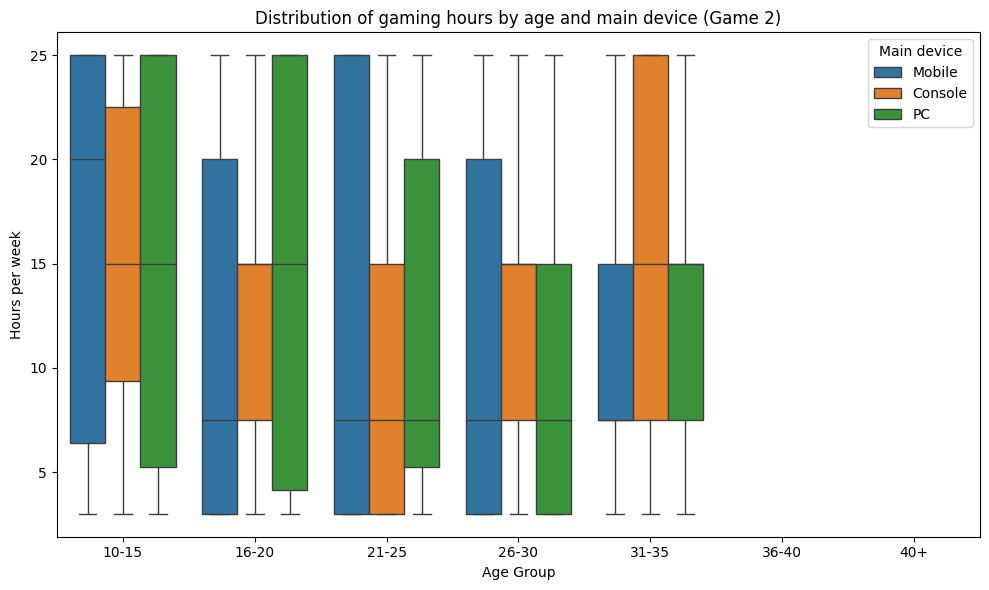 Distribution of gaming hours by age and main device (Game 2)
Main device
Mobile
Console
PC
Hours per week
25
20
15
10
5
10-15
16-20
21-25
26-30
31-35
36-40
40+
Age Group